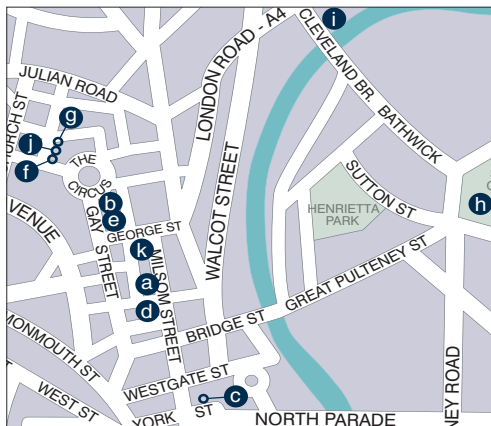 i
LONDON ROAD - A4
CLEVELAND BR.
BATHWICK
JULIAN ROAD
g
j
f
THE
CIRCUS
b
e
GAY STREET
GEORGE ST
k
a
d
MILSOM STREET
WALCOT STREET
VENUE
HENRIETTA
PARK
SUTTON ST
h
GREAT PULTENEY ST
BRIDGE ST
MONMOUTH ST
WEST ST
WESTGATE ST
c
YORK ST
NORTH PARADE
NEY ROAD